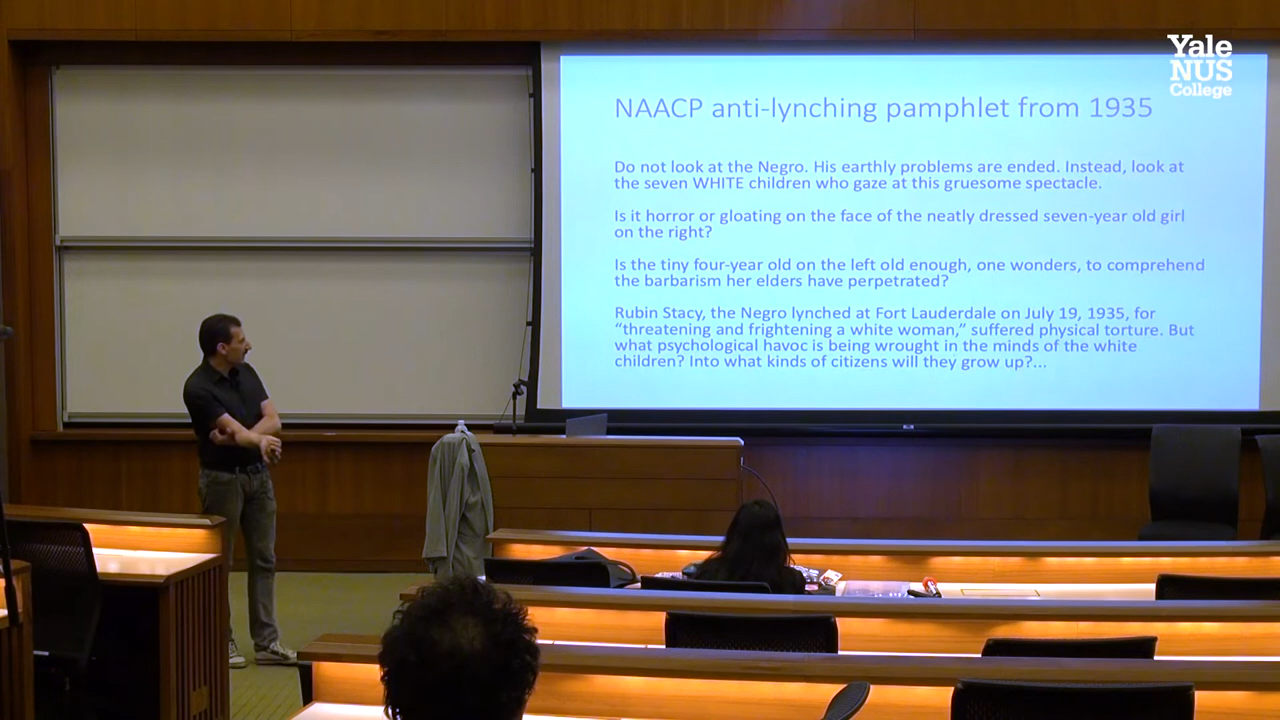 Yale
NUS
College
NAACP anti-lynching pamphlet from 1935
Do not look at the Negro. His earthly problems are ended. Instead, look at
the seven WHITE children who gaze at this gruesome spectacle.
Is it horror or gloating on the face of the neatly dressed seven-year old girl
on the right?
Is the tiny four-year old on the left old enough, one wonders, to comprehend
the barbarism her elders have perpetrated?
Rubin Stacy, the Negro lynched at Fort Lauderdale on July 19, 1935, for
“threatening and frightening a white woman,” suffered physical torture. But
what psychological havoc is being wrought in the minds of the white
children? Into what kinds of citizens will they grow up?...